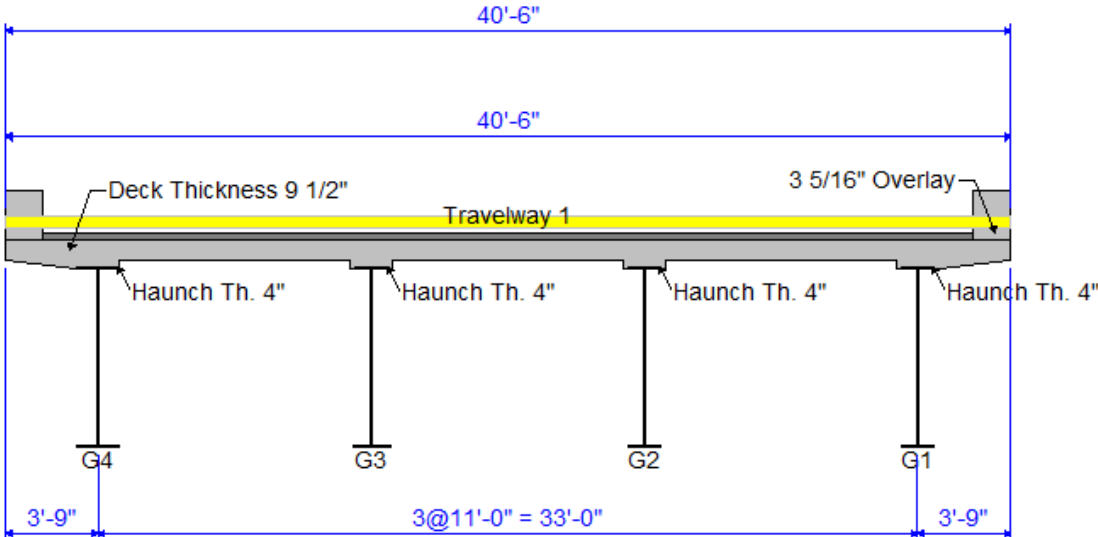 40'-6"
40'-6"
Deck Thickness 9 1/2"
3 5/16" Overlay
Travelway 1
Haunch Th. 4"
Haunch Th. 4"
Haunch Th. 4"
Haunch Th. 4"
G4
G3
G2
G1
3'-9"
3@11'-0" = 33'-0"
3'-9"